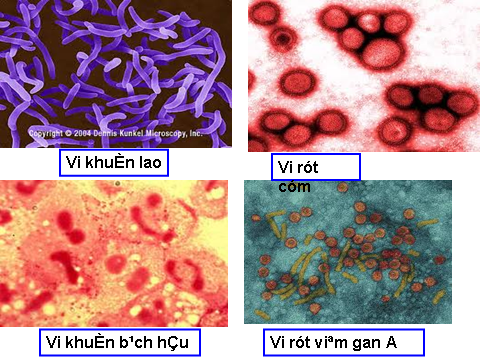 Copyright © 2004 Dennis Kunkel Microscopy, Inc.
Vi khuÈn lao
Vi rót
cóm
Vi khuÈn b¹ch hÇu
Vi rót viªm gan A